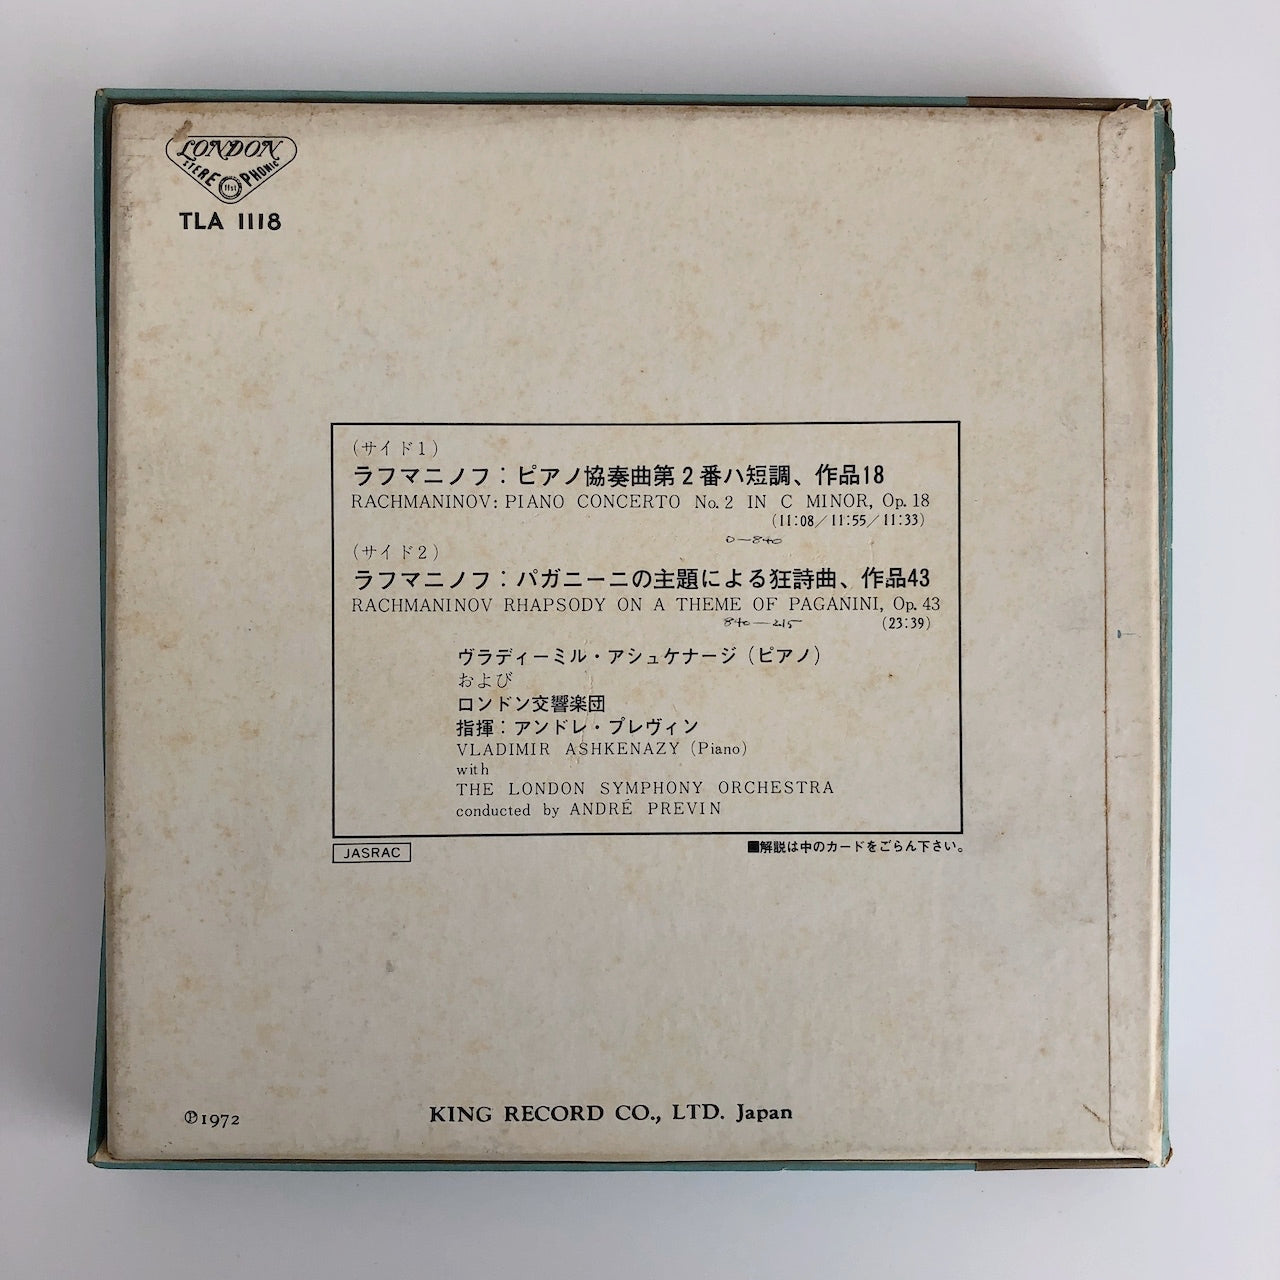 LONDON
STEREOPHONIC
ffss
TLA 1118
(サイド1)
ラフマニノフ：ピアノ協奏曲第2番ハ短調、作品18
RACHMANINOV: PIANO CONCERTO No. 2 IN C MINOR, Op. 18
(11:08／11:55／11:33)
0—840
(サイド2)
ラフマニノフ：パガニーニの主題による狂詩曲、作品43
RACHMANINOV RHAPSODY ON A THEME OF PAGANINI, Op. 43
840—215 (23:39)
ヴラディーミル・アシュケナージ（ピアノ）
および
ロンドン交響楽団
指揮：アンドレ・プレヴィン
VLADIMIR ASHKENAZY (Piano)
with
THE LONDON SYMPHONY ORCHESTRA
conducted by ANDRÉ PREVIN
JASRAC ■解説は中のカードをごらん下さい。
℗1972 KING RECORD CO., LTD. Japan